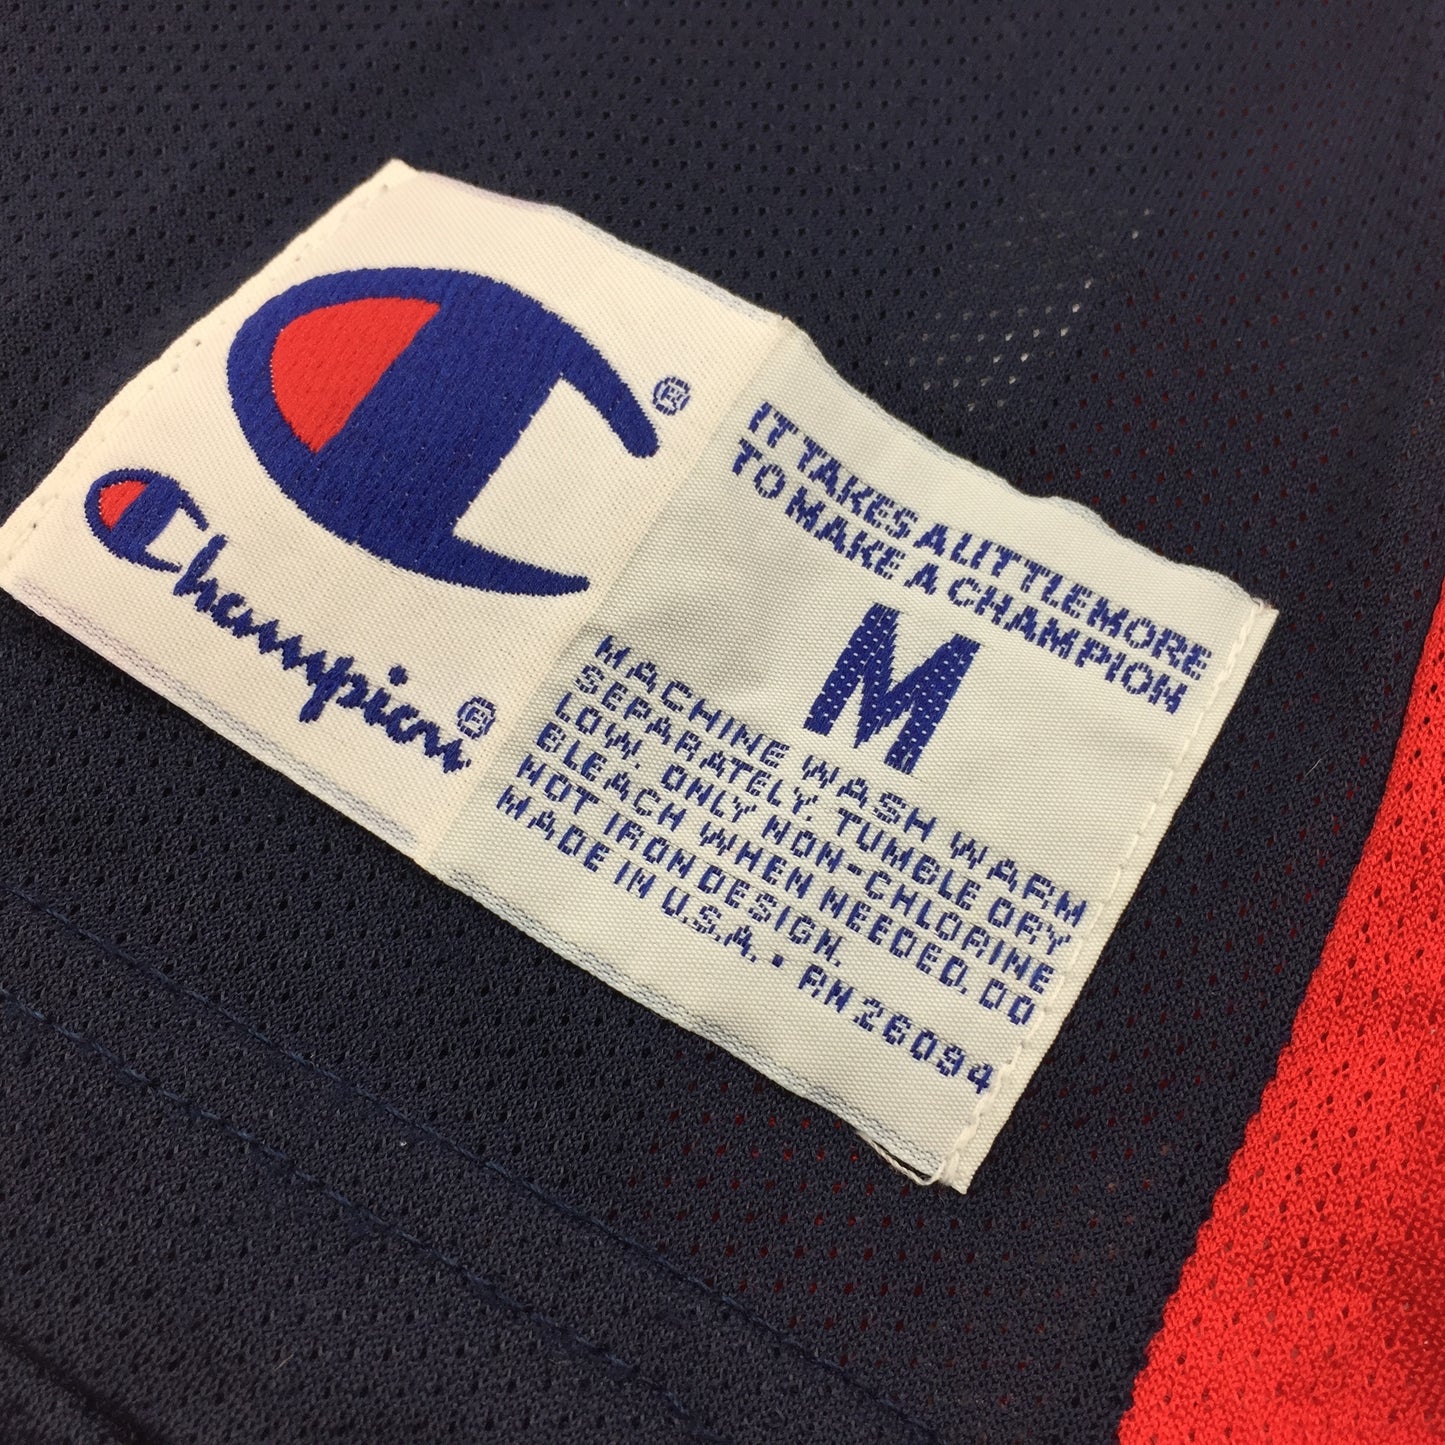 ®
Champion®
IT TAKES A LITTLE MORE
TO MAKE A CHAMPION
M
MACHINE WASH WARM
SEPARATELY. TUMBLE DRY
LOW. ONLY NON-CHLORINE
BLEACH WHEN NEEDED. DO
NOT IRON DESIGN.
MADE IN U.S.A. • RN 26094